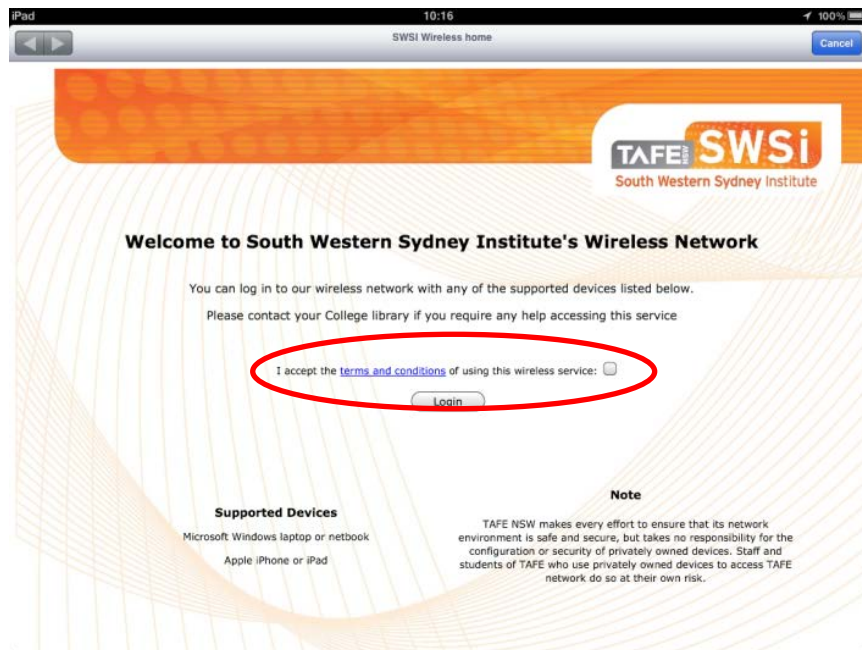 iPad 10:16 100%
SWSI Wireless home
Cancel
TAFE NSW SWSi
South Western Sydney Institute
Welcome to South Western Sydney Institute's Wireless Network
You can log in to our wireless network with any of the supported devices listed below.
Please contact your College library if you require any help accessing this service
I accept the terms and conditions of using this wireless service:
Login
Supported Devices
Microsoft Windows laptop or netbook
Apple iPhone or iPad
Note
TAFE NSW makes every effort to ensure that its network
environment is safe and secure, but takes no responsibility for the
configuration or security of privately owned devices. Staff and
students of TAFE who use privately owned devices to access TAFE
network do so at their own risk.